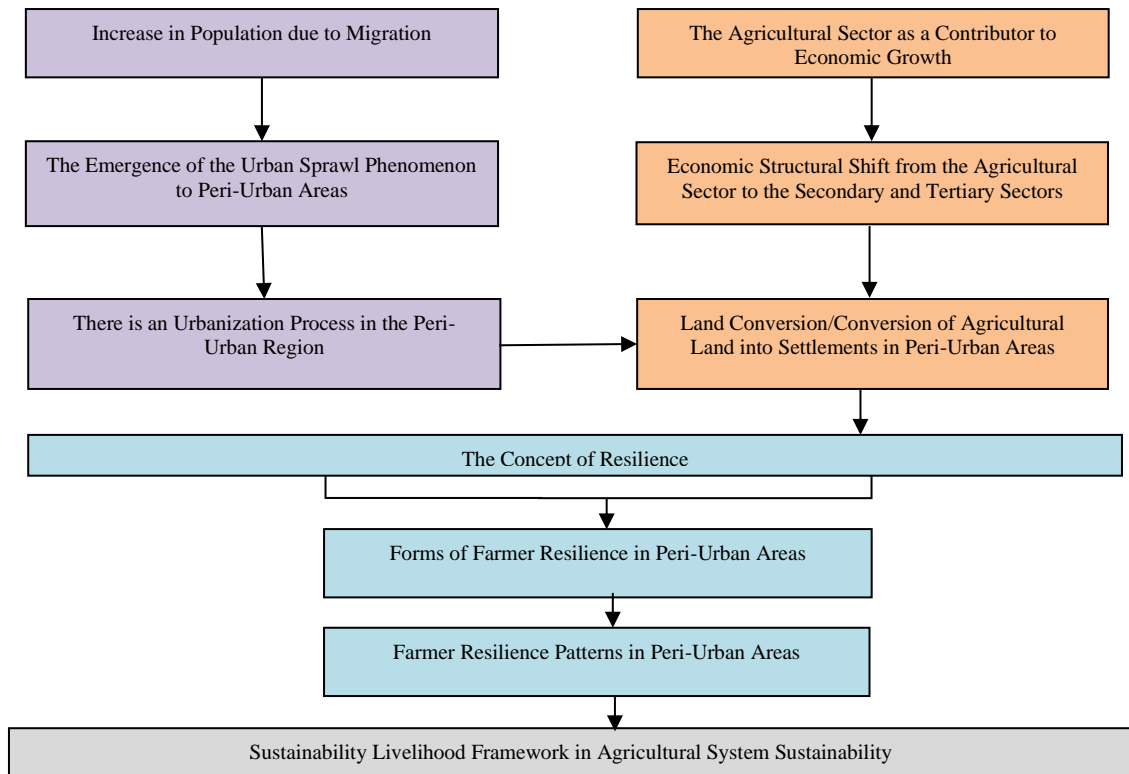 Increase in Population due to Migration
The Agricultural Sector as a Contributor to
Economic Growth
The Emergence of the Urban Sprawl Phenomenon
to Peri-Urban Areas
Economic Structural Shift from the Agricultural
Sector to the Secondary and Tertiary Sectors
There is an Urbanization Process in the Peri-
Urban Region
Land Conversion/Conversion of Agricultural
Land into Settlements in Peri-Urban Areas
The Concept of Resilience
Forms of Farmer Resilience in Peri-Urban Areas
Farmer Resilience Patterns in Peri-Urban Areas
Sustainability Livelihood Framework in Agricultural System Sustainability